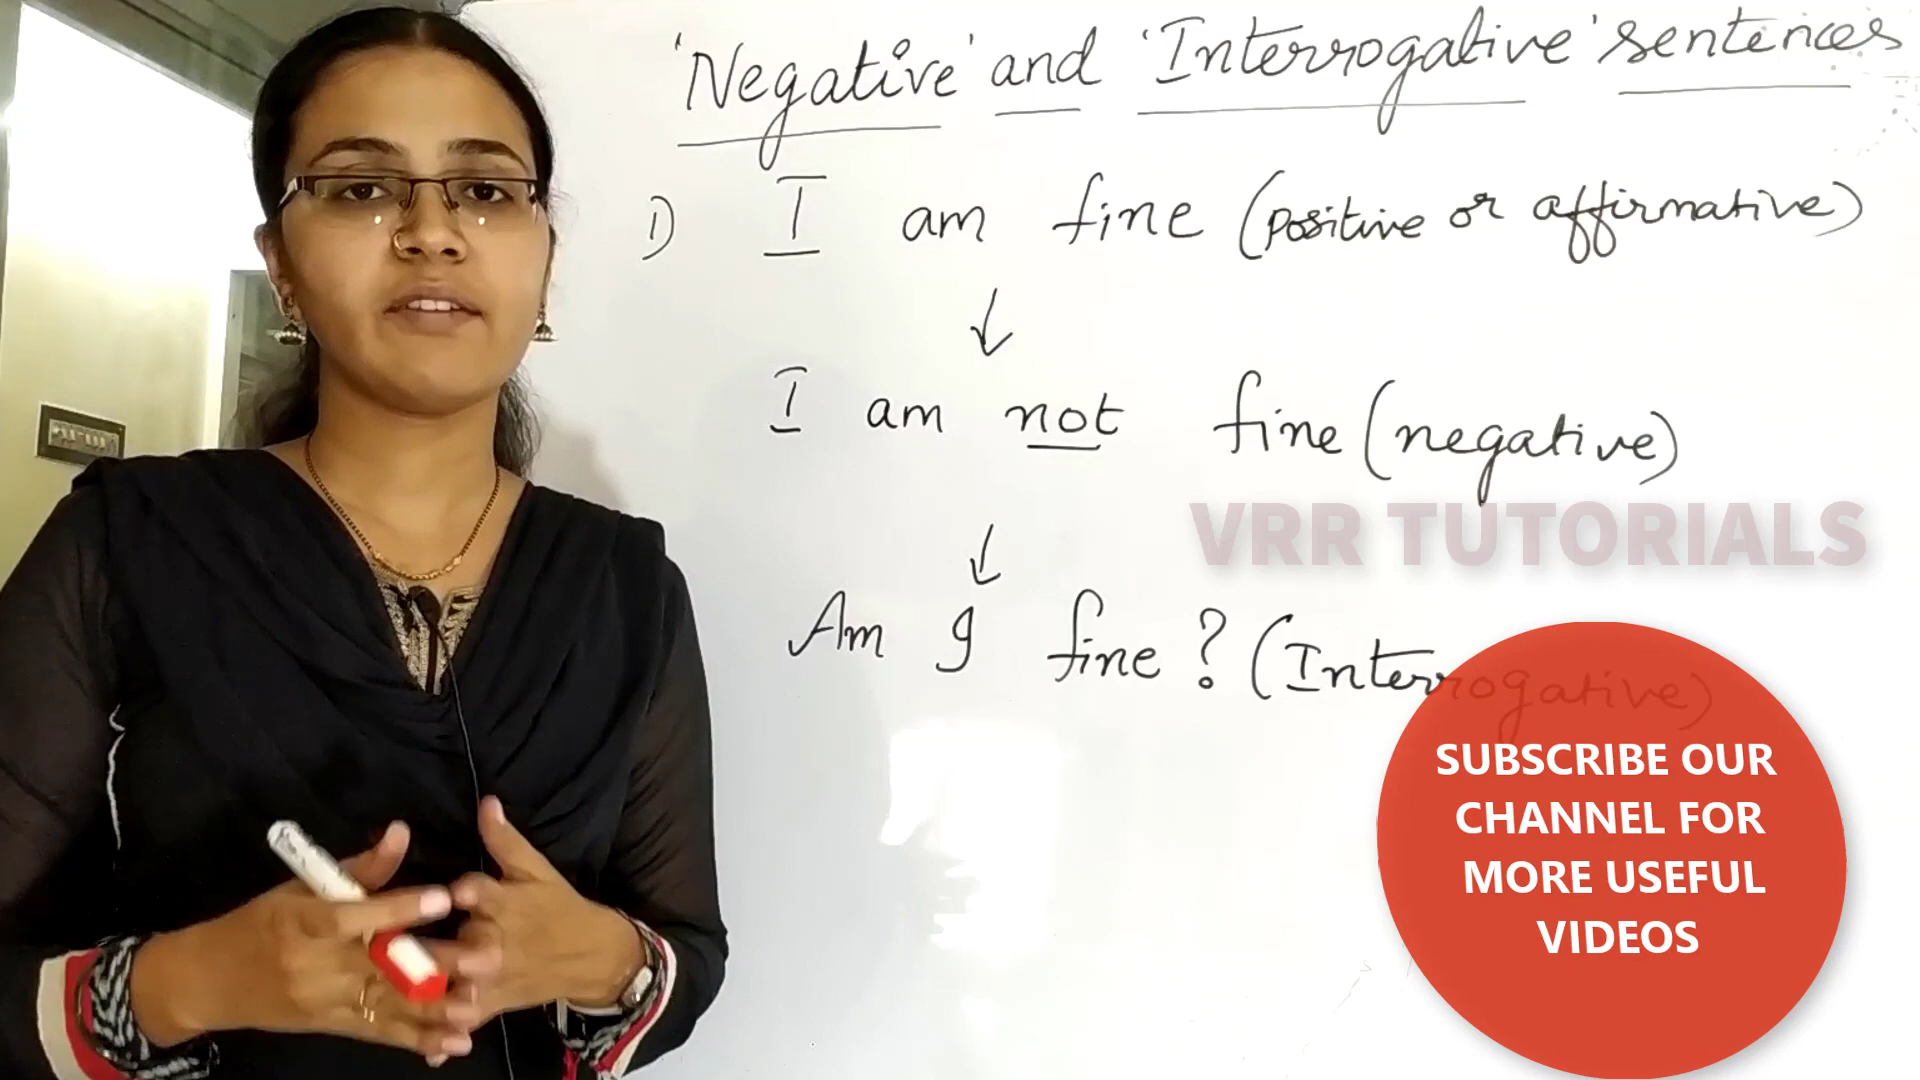 'Negative' and 'Interrogative' sentences
1) I am fine (positive or affirmative)
↓
I am not fine (negative)
VRR TUTORIALS
↓
Am I fine? (Interrogative)
SUBSCRIBE OUR
CHANNEL FOR
MORE USEFUL
VIDEOS